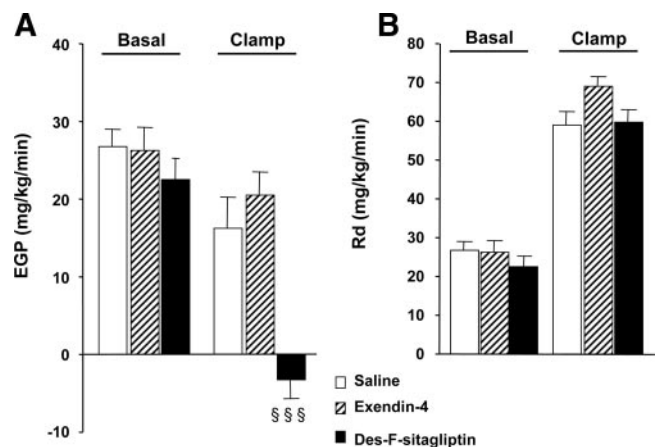 A
Basal
Clamp
EGP (mg/kg/min)
40
30
20
10
0
-10
§ § §
B
Basal
Clamp
Rd (mg/kg/min)
80
70
60
50
40
30
20
10
0
Saline
Exendin-4
Des-F-sitagliptin